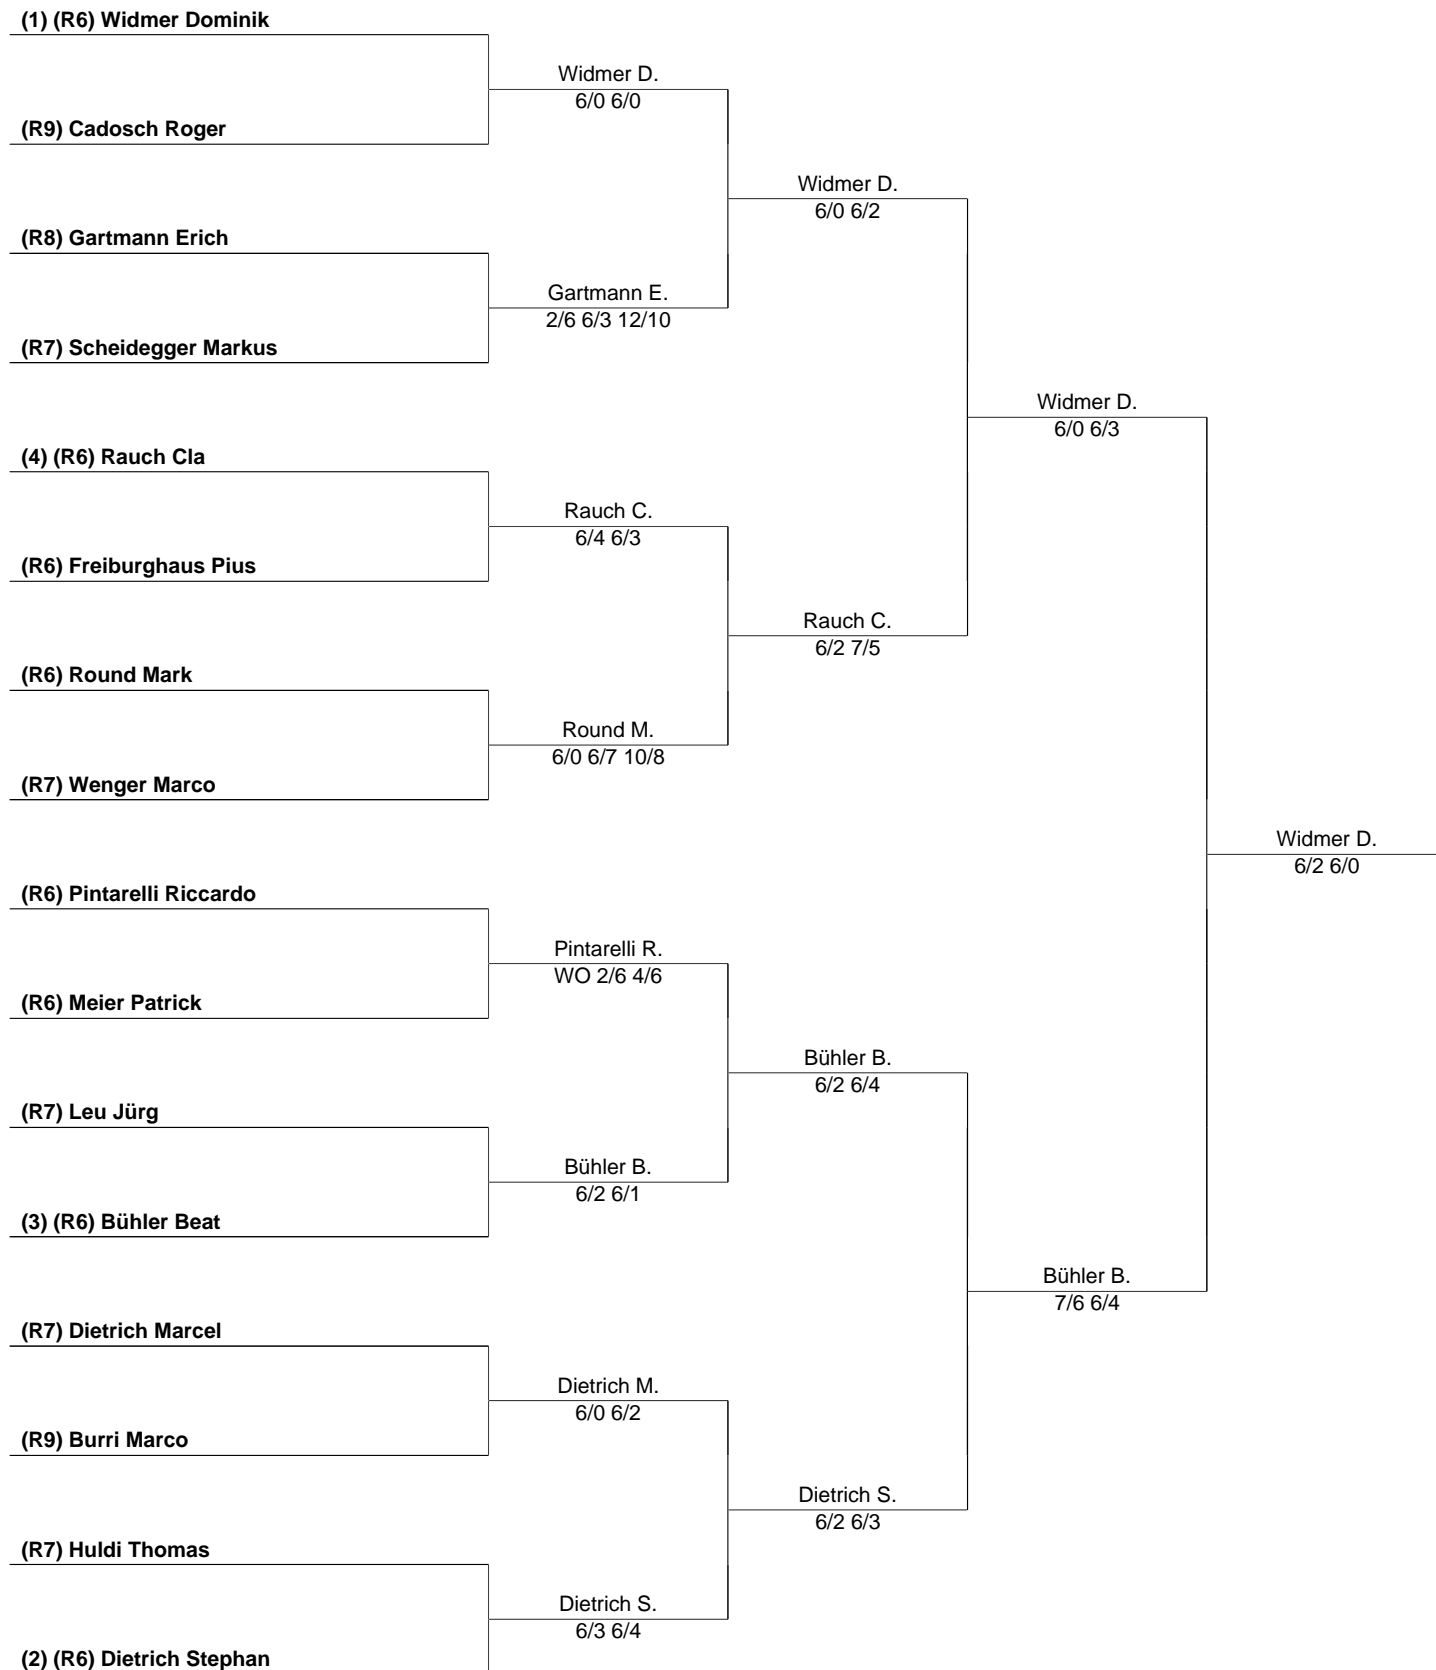 (1) (R6) Widmer Dominik
Widmer D.
6/0 6/0
(R9) Cadosch Roger
Widmer D.
6/0 6/2
(R8) Gartmann Erich
Gartmann E.
2/6 6/3 12/10
(R7) Scheidegger Markus
Widmer D.
6/0 6/3
(4) (R6) Rauch Cla
Rauch C.
6/4 6/3
(R6) Freiburghaus Pius
Rauch C.
6/2 7/5
(R6) Round Mark
Round M.
6/0 6/7 10/8
(R7) Wenger Marco
Widmer D.
6/2 6/0
(R6) Pintarelli Riccardo
Pintarelli R.
WO 2/6 4/6
(R6) Meier Patrick
Bühler B.
6/2 6/4
(R7) Leu Jürg
Bühler B.
6/2 6/1
(3) (R6) Bühler Beat
Bühler B.
7/6 6/4
(R7) Dietrich Marcel
Dietrich M.
6/0 6/2
(R9) Burri Marco
Dietrich S.
6/2 6/3
(R7) Huldi Thomas
Dietrich S.
6/3 6/4
(2) (R6) Dietrich Stephan